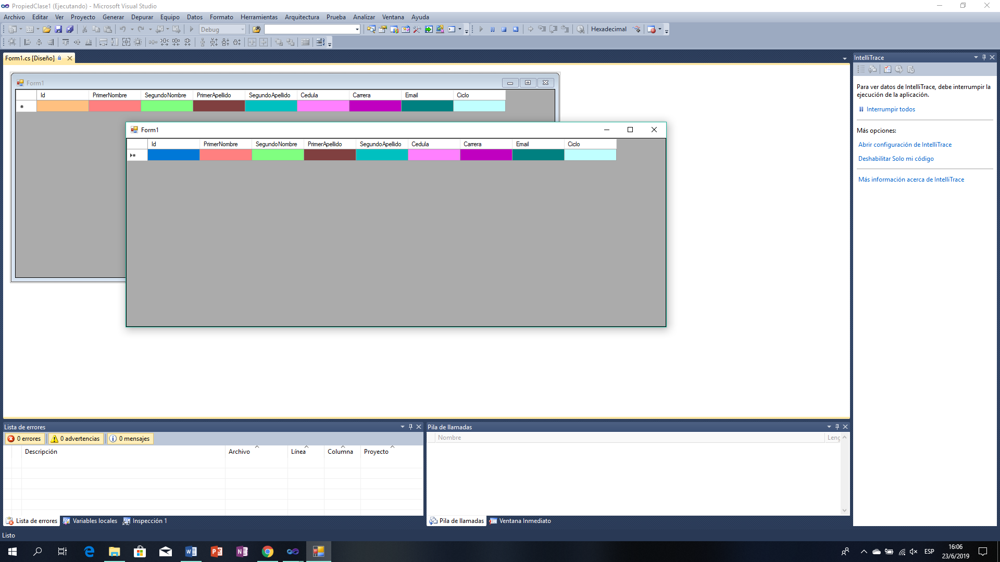 PropiedClase1 (Ejecutando) - Microsoft Visual Studio
Archivo Editar Ver Proyecto Generar Depurar Equipo Datos Formato Herramientas Arquitectura Prueba Analizar Ventana Ayuda
Debug Hexadecimal
Form1.cs [Diseño]
Form1
Id PrimerNombre SegundoNombre PrimerApellido SegundoApellido Cedula Carrera Email Ciclo
Form1
Id PrimerNombre SegundoNombre PrimerApellido SegundoApellido Cedula Carrera Email Ciclo
IntelliTrace
Para ver datos de IntelliTrace, debe interrumpir la
ejecución de la aplicación.
Interrumpir todos
Más opciones:
Abrir configuración de IntelliTrace
Deshabilitar Solo mi código
Más información acerca de IntelliTrace
Lista de errores
0 errores 0 advertencias 0 mensajes
Descripción Archivo Línea Columna Proyecto
Lista de errores Variables locales Inspección 1
Pila de llamadas
Nombre Leng
Pila de llamadas Ventana Inmediato
Listo
ESP
16:06
23/6/2019